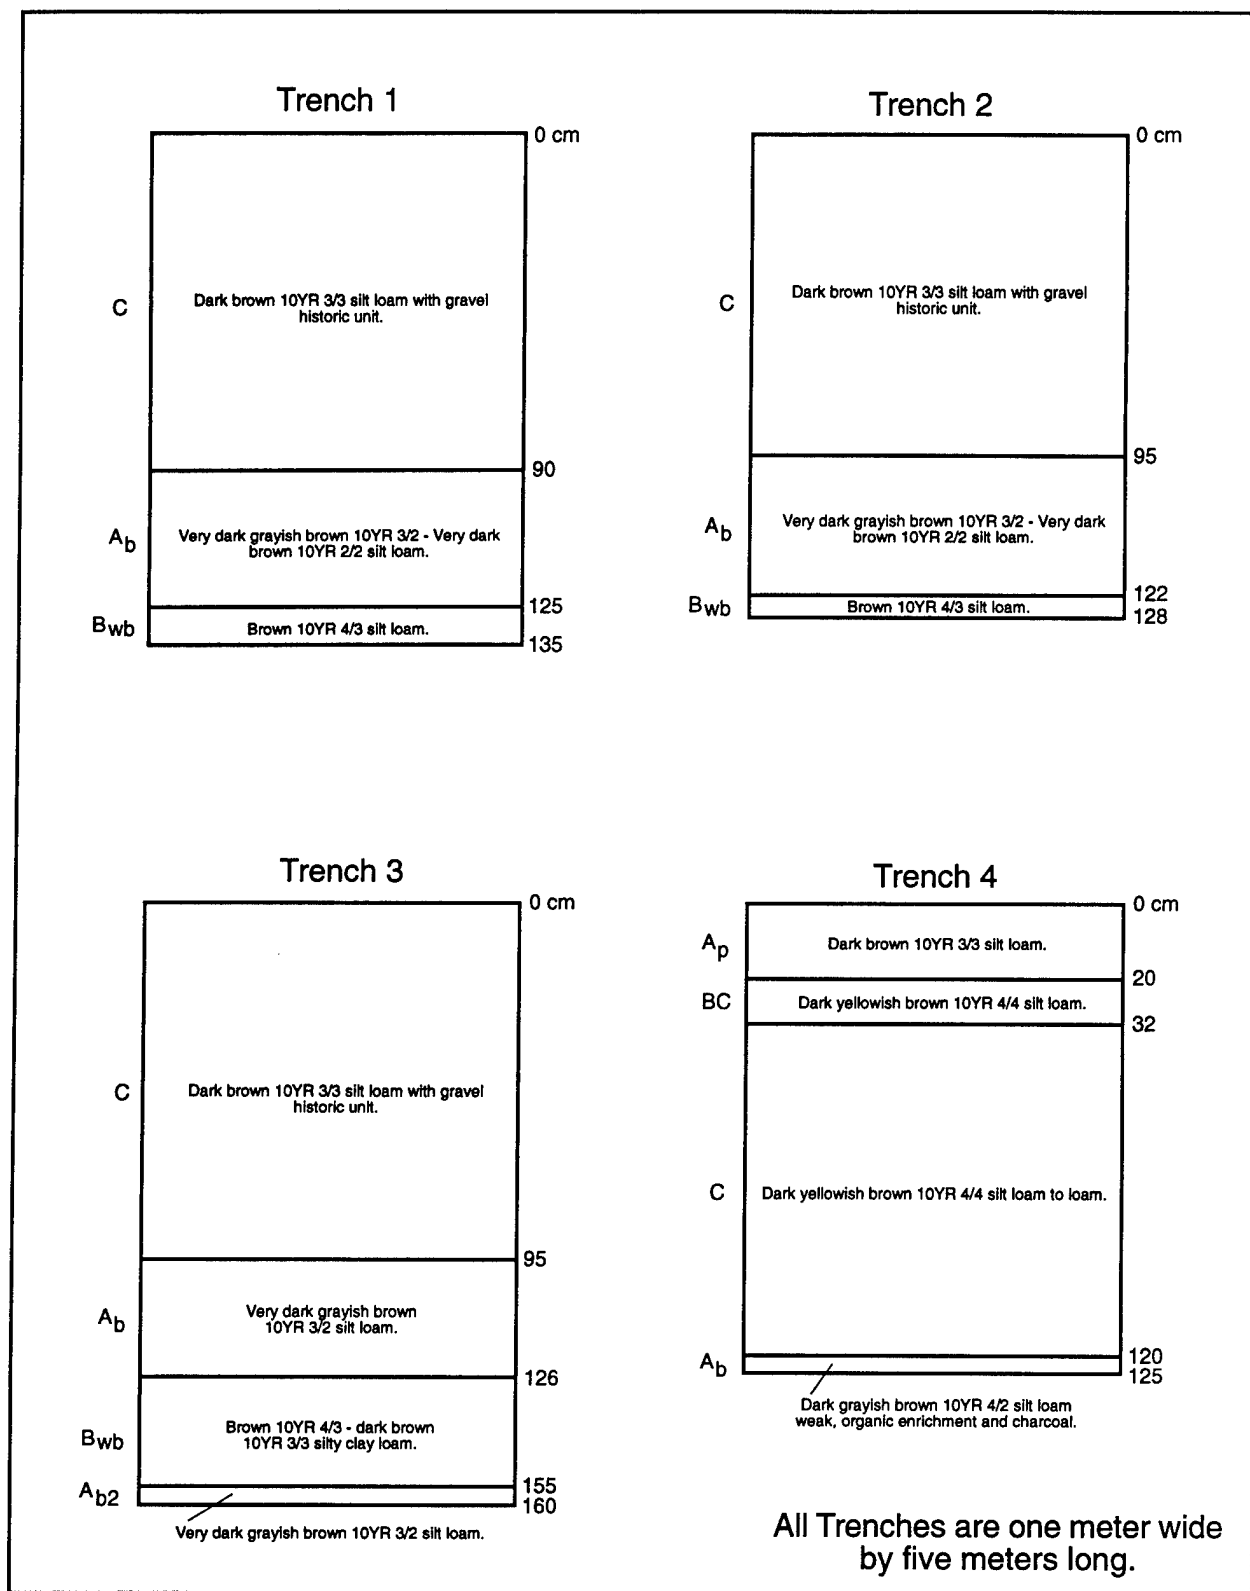 Trench 1
0 cm
C
Dark brown 10YR 3/3 silt loam with gravel
historic unit.
90
Ab
Very dark grayish brown 10YR 3/2 - Very dark
brown 10YR 2/2 silt loam.
125
Bwb
Brown 10YR 4/3 silt loam.
135
Trench 2
0 cm
C
Dark brown 10YR 3/3 silt loam with gravel
historic unit.
95
Ab
Very dark grayish brown 10YR 3/2 - Very dark
brown 10YR 2/2 silt loam.
122
Bwb
Brown 10YR 4/3 silt loam.
128
Trench 3
0 cm
C
Dark brown 10YR 3/3 silt loam with gravel
historic unit.
95
Ab
Very dark grayish brown
10YR 3/2 silt loam.
126
Bwb
Brown 10YR 4/3 - dark brown
10YR 3/3 silty clay loam.
155
Ab2
160
Very dark grayish brown 10YR 3/2 silt loam.
Trench 4
0 cm
Ap
Dark brown 10YR 3/3 silt loam.
20
BC
Dark yellowish brown 10YR 4/4 silt loam.
32
C
Dark yellowish brown 10YR 4/4 silt loam to loam.
120
Ab
125
Dark grayish brown 10YR 4/2 silt loam
weak, organic enrichment and charcoal.
All Trenches are one meter wide
by five meters long.